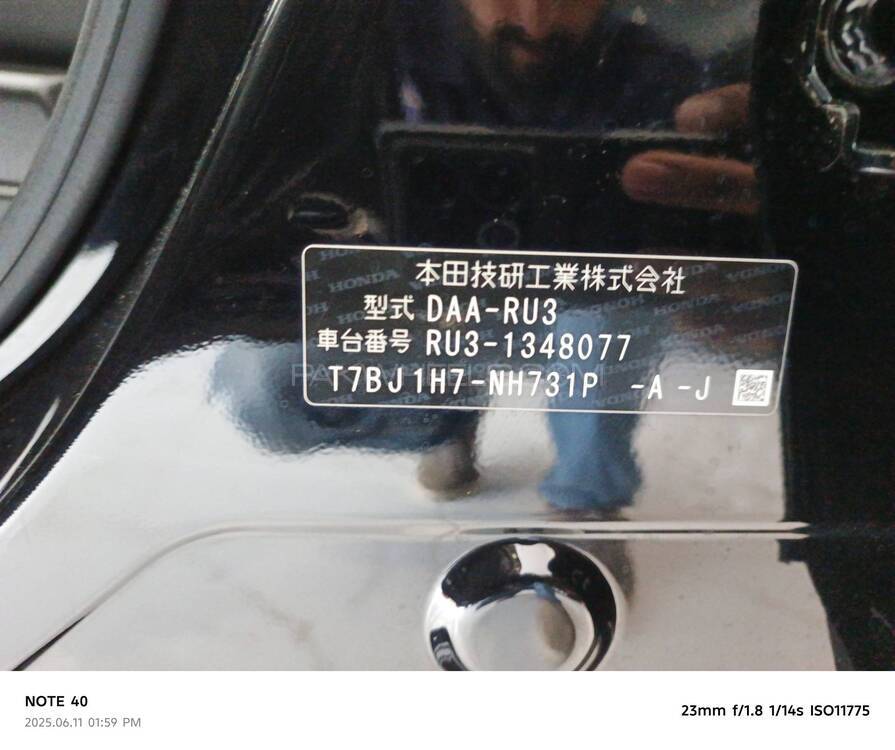 本田技研工業株式会社
型式 DAA-RU3
車台番号 RU3-1348077
T7BJ1H7-NH731P -A -J
NOTE 40
2025.06.11 01:59 PM
23mm f/1.8 1/14s ISO11775